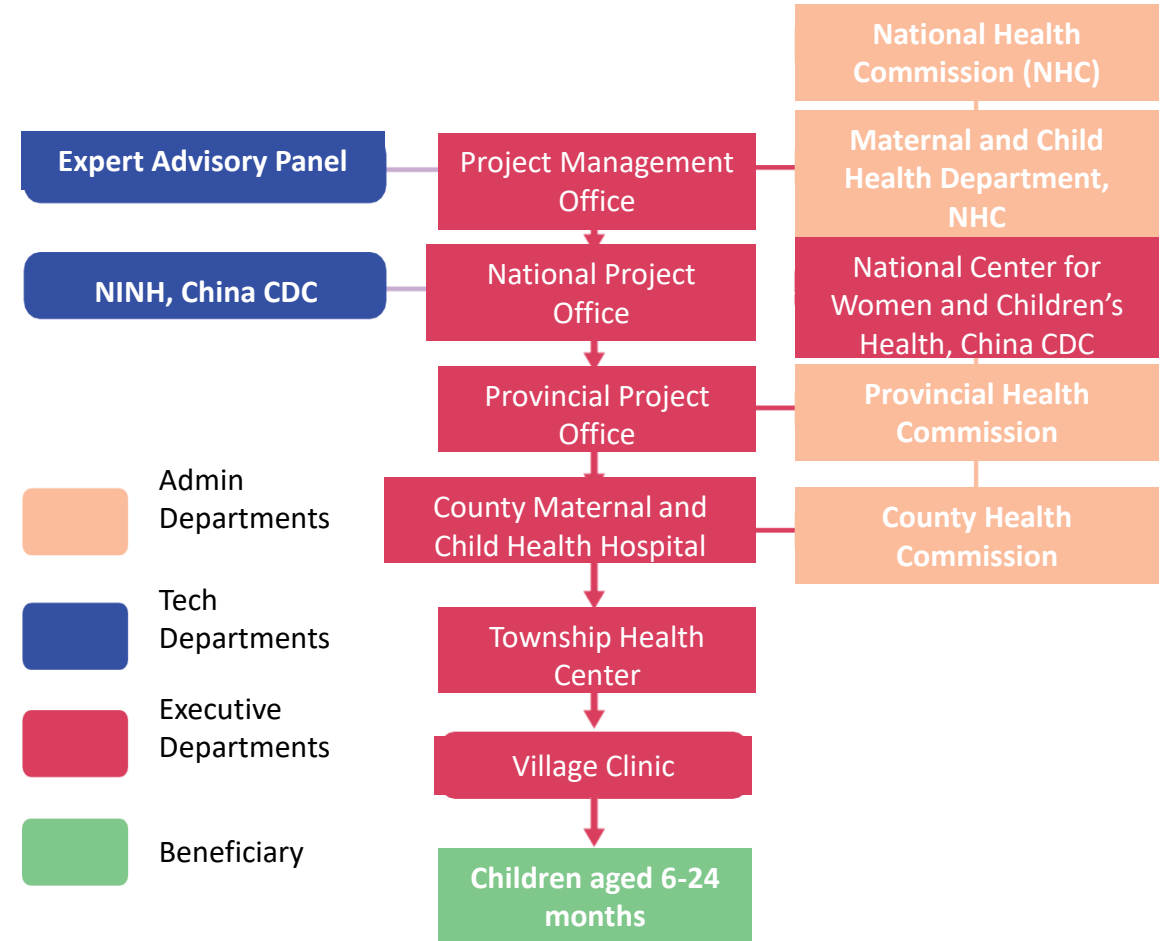 National Health
Commission (NHC)
Expert Advisory Panel
Project Management
Office
Maternal and Child
Health Department,
NHC
NINH, China CDC
National Project
Office
National Center for
Women and Children’s
Health, China CDC
Provincial Project
Office
Provincial Health
Commission
Admin
Departments
County Maternal and
Child Health Hospital
County Health
Commission
Tech
Departments
Township Health
Center
Executive
Departments
Village Clinic
Beneficiary
Children aged 6-24
months